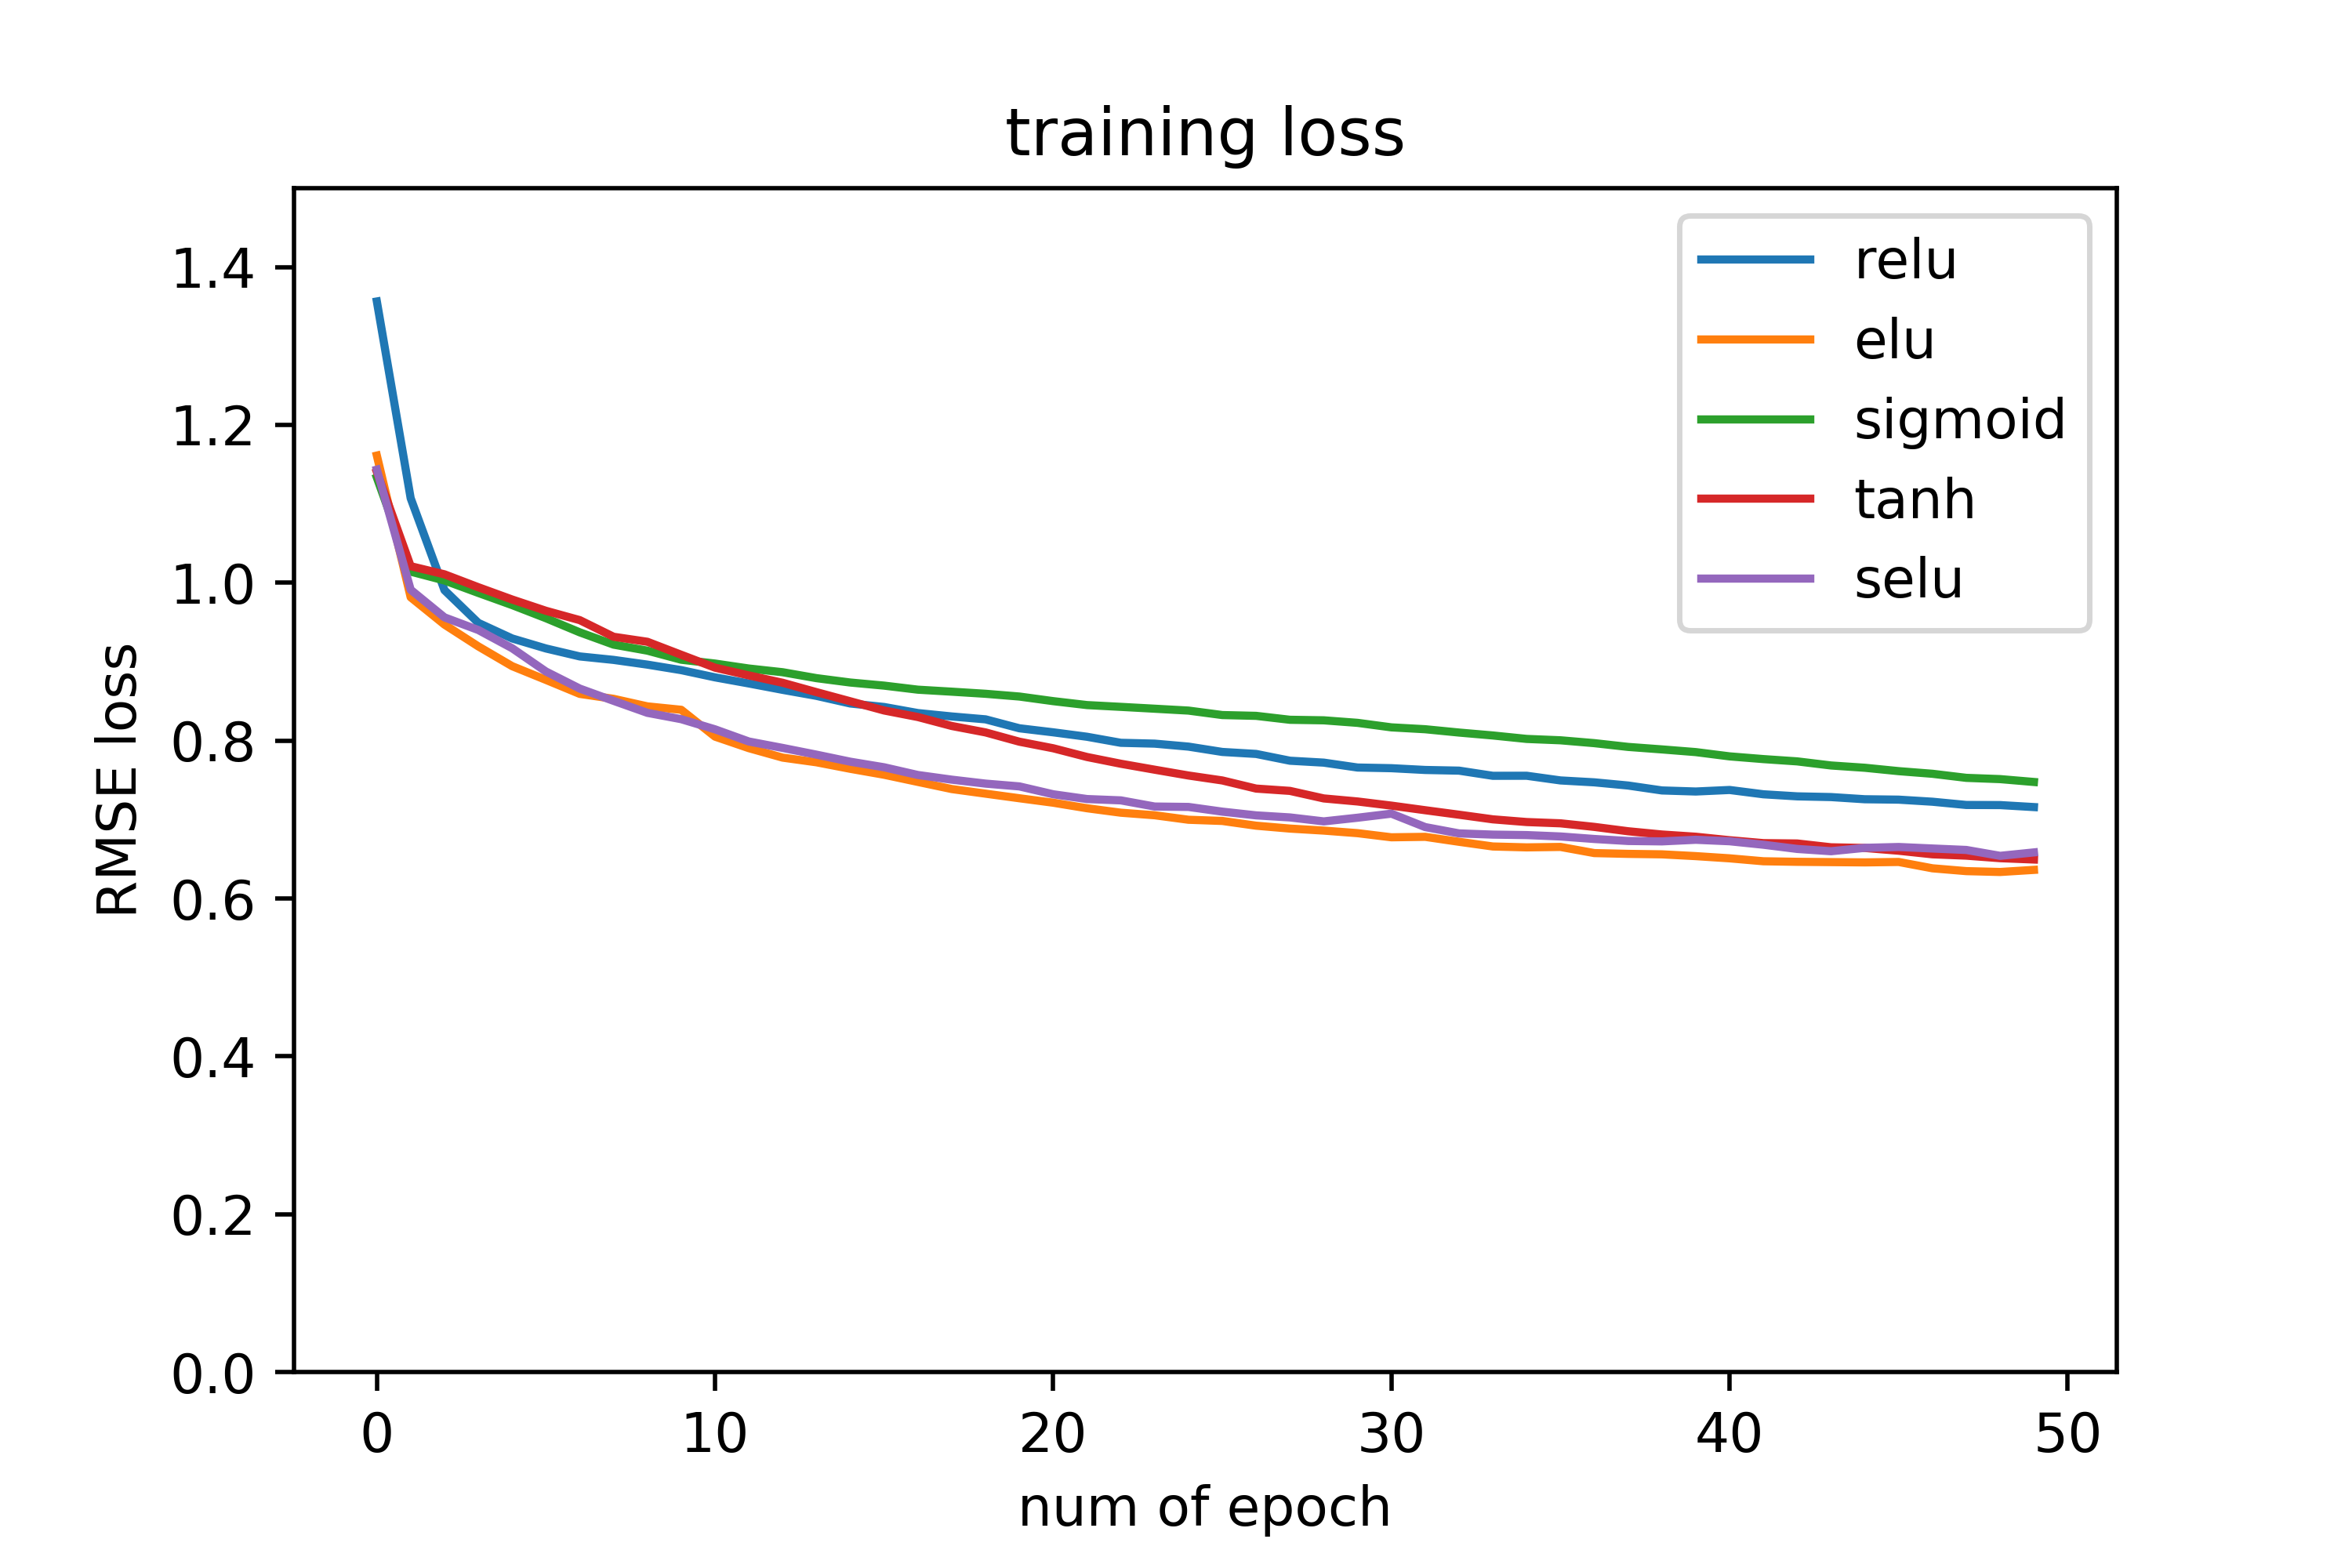 training loss
relu
elu
sigmoid
tanh
selu
RMSE loss
1.4
1.2
1.0
0.8
0.6
0.4
0.2
0.0
0 10 20 30 40 50
num of epoch